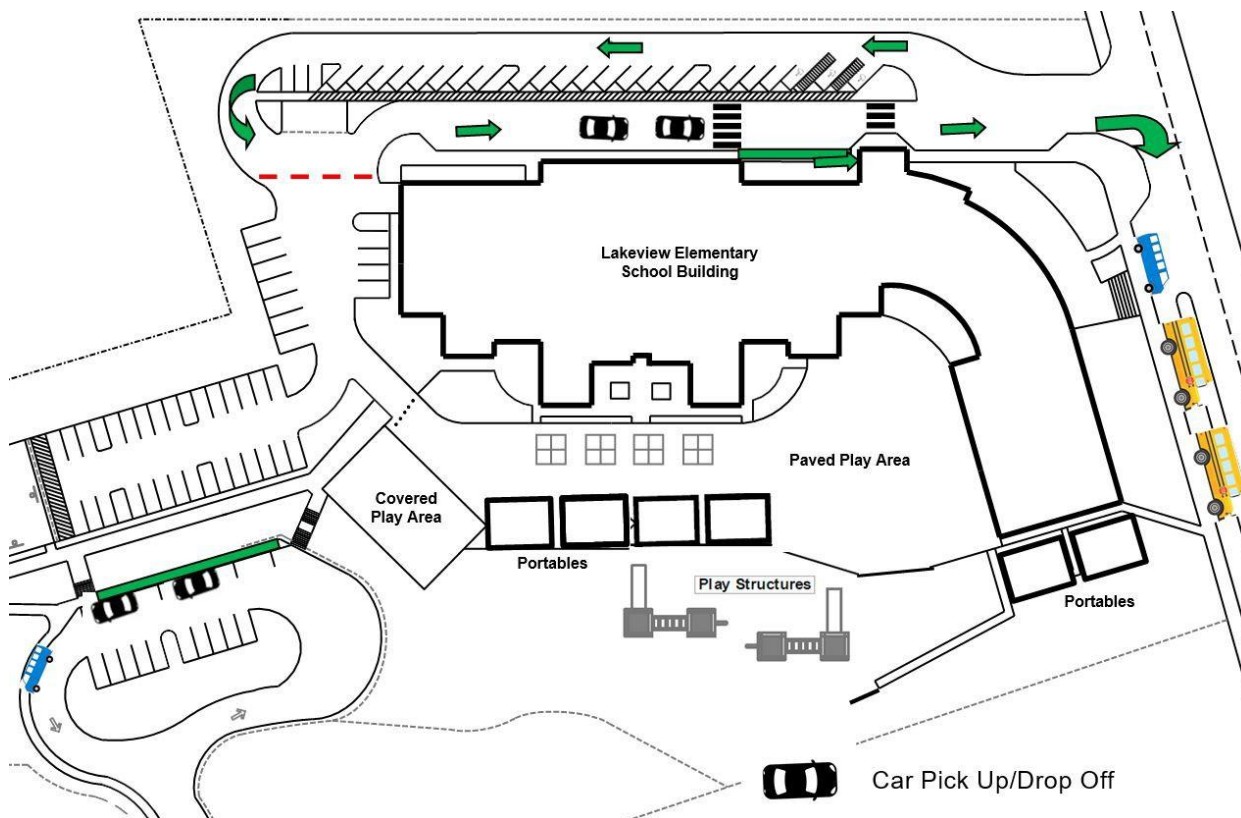 Lakeview Elementary
School Building
Paved Play Area
Covered
Play Area
Portables
Play Structures
Portables
Car Pick Up/Drop Off